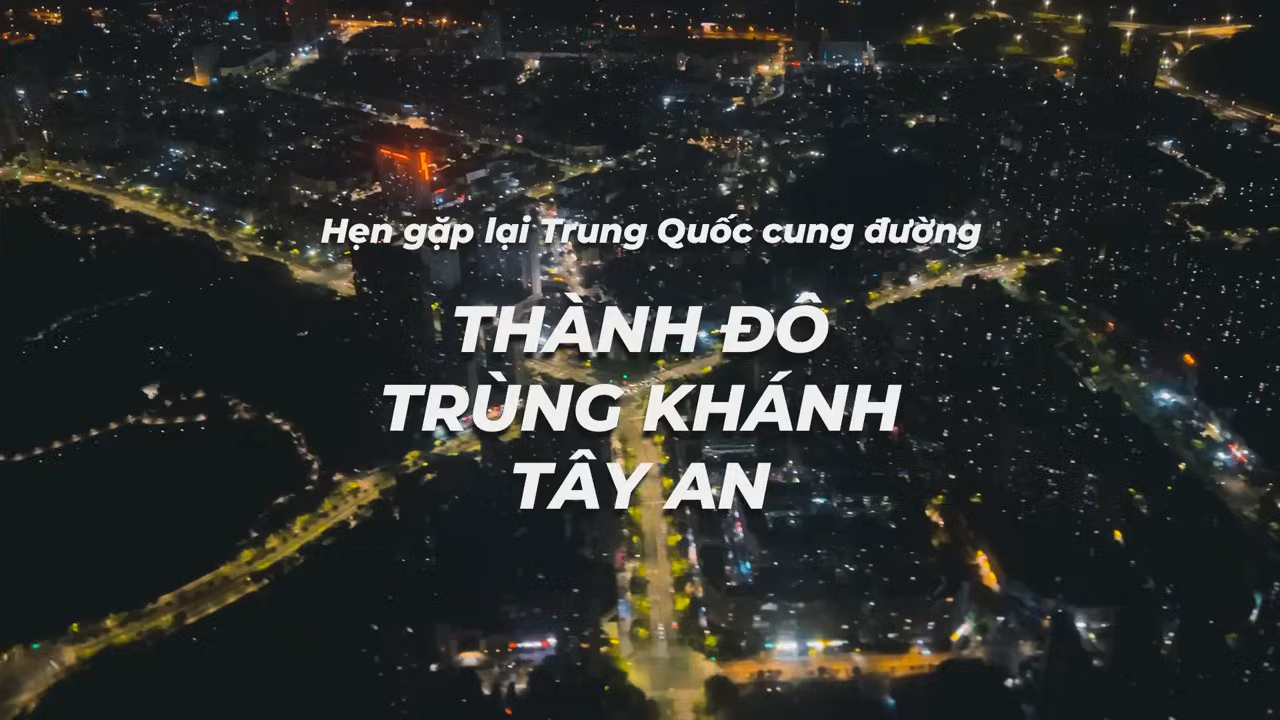 Hẹn gặp lại Trung Quốc cung đường
THÀNH ĐÔ
TRÙNG KHÁNH
TÂY AN